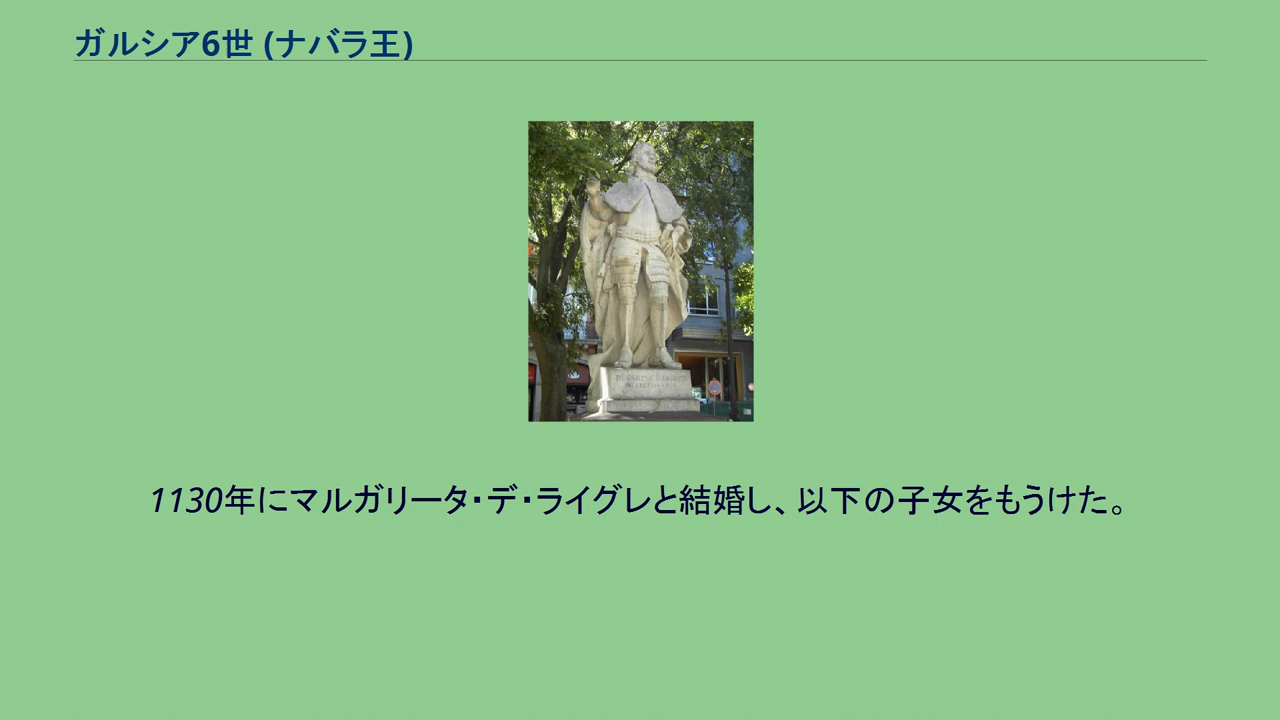 ガルシア6世 (ナバラ王)
1130年にマルガリータ・デ・ライグレと結婚し、以下の子女をもうけた。